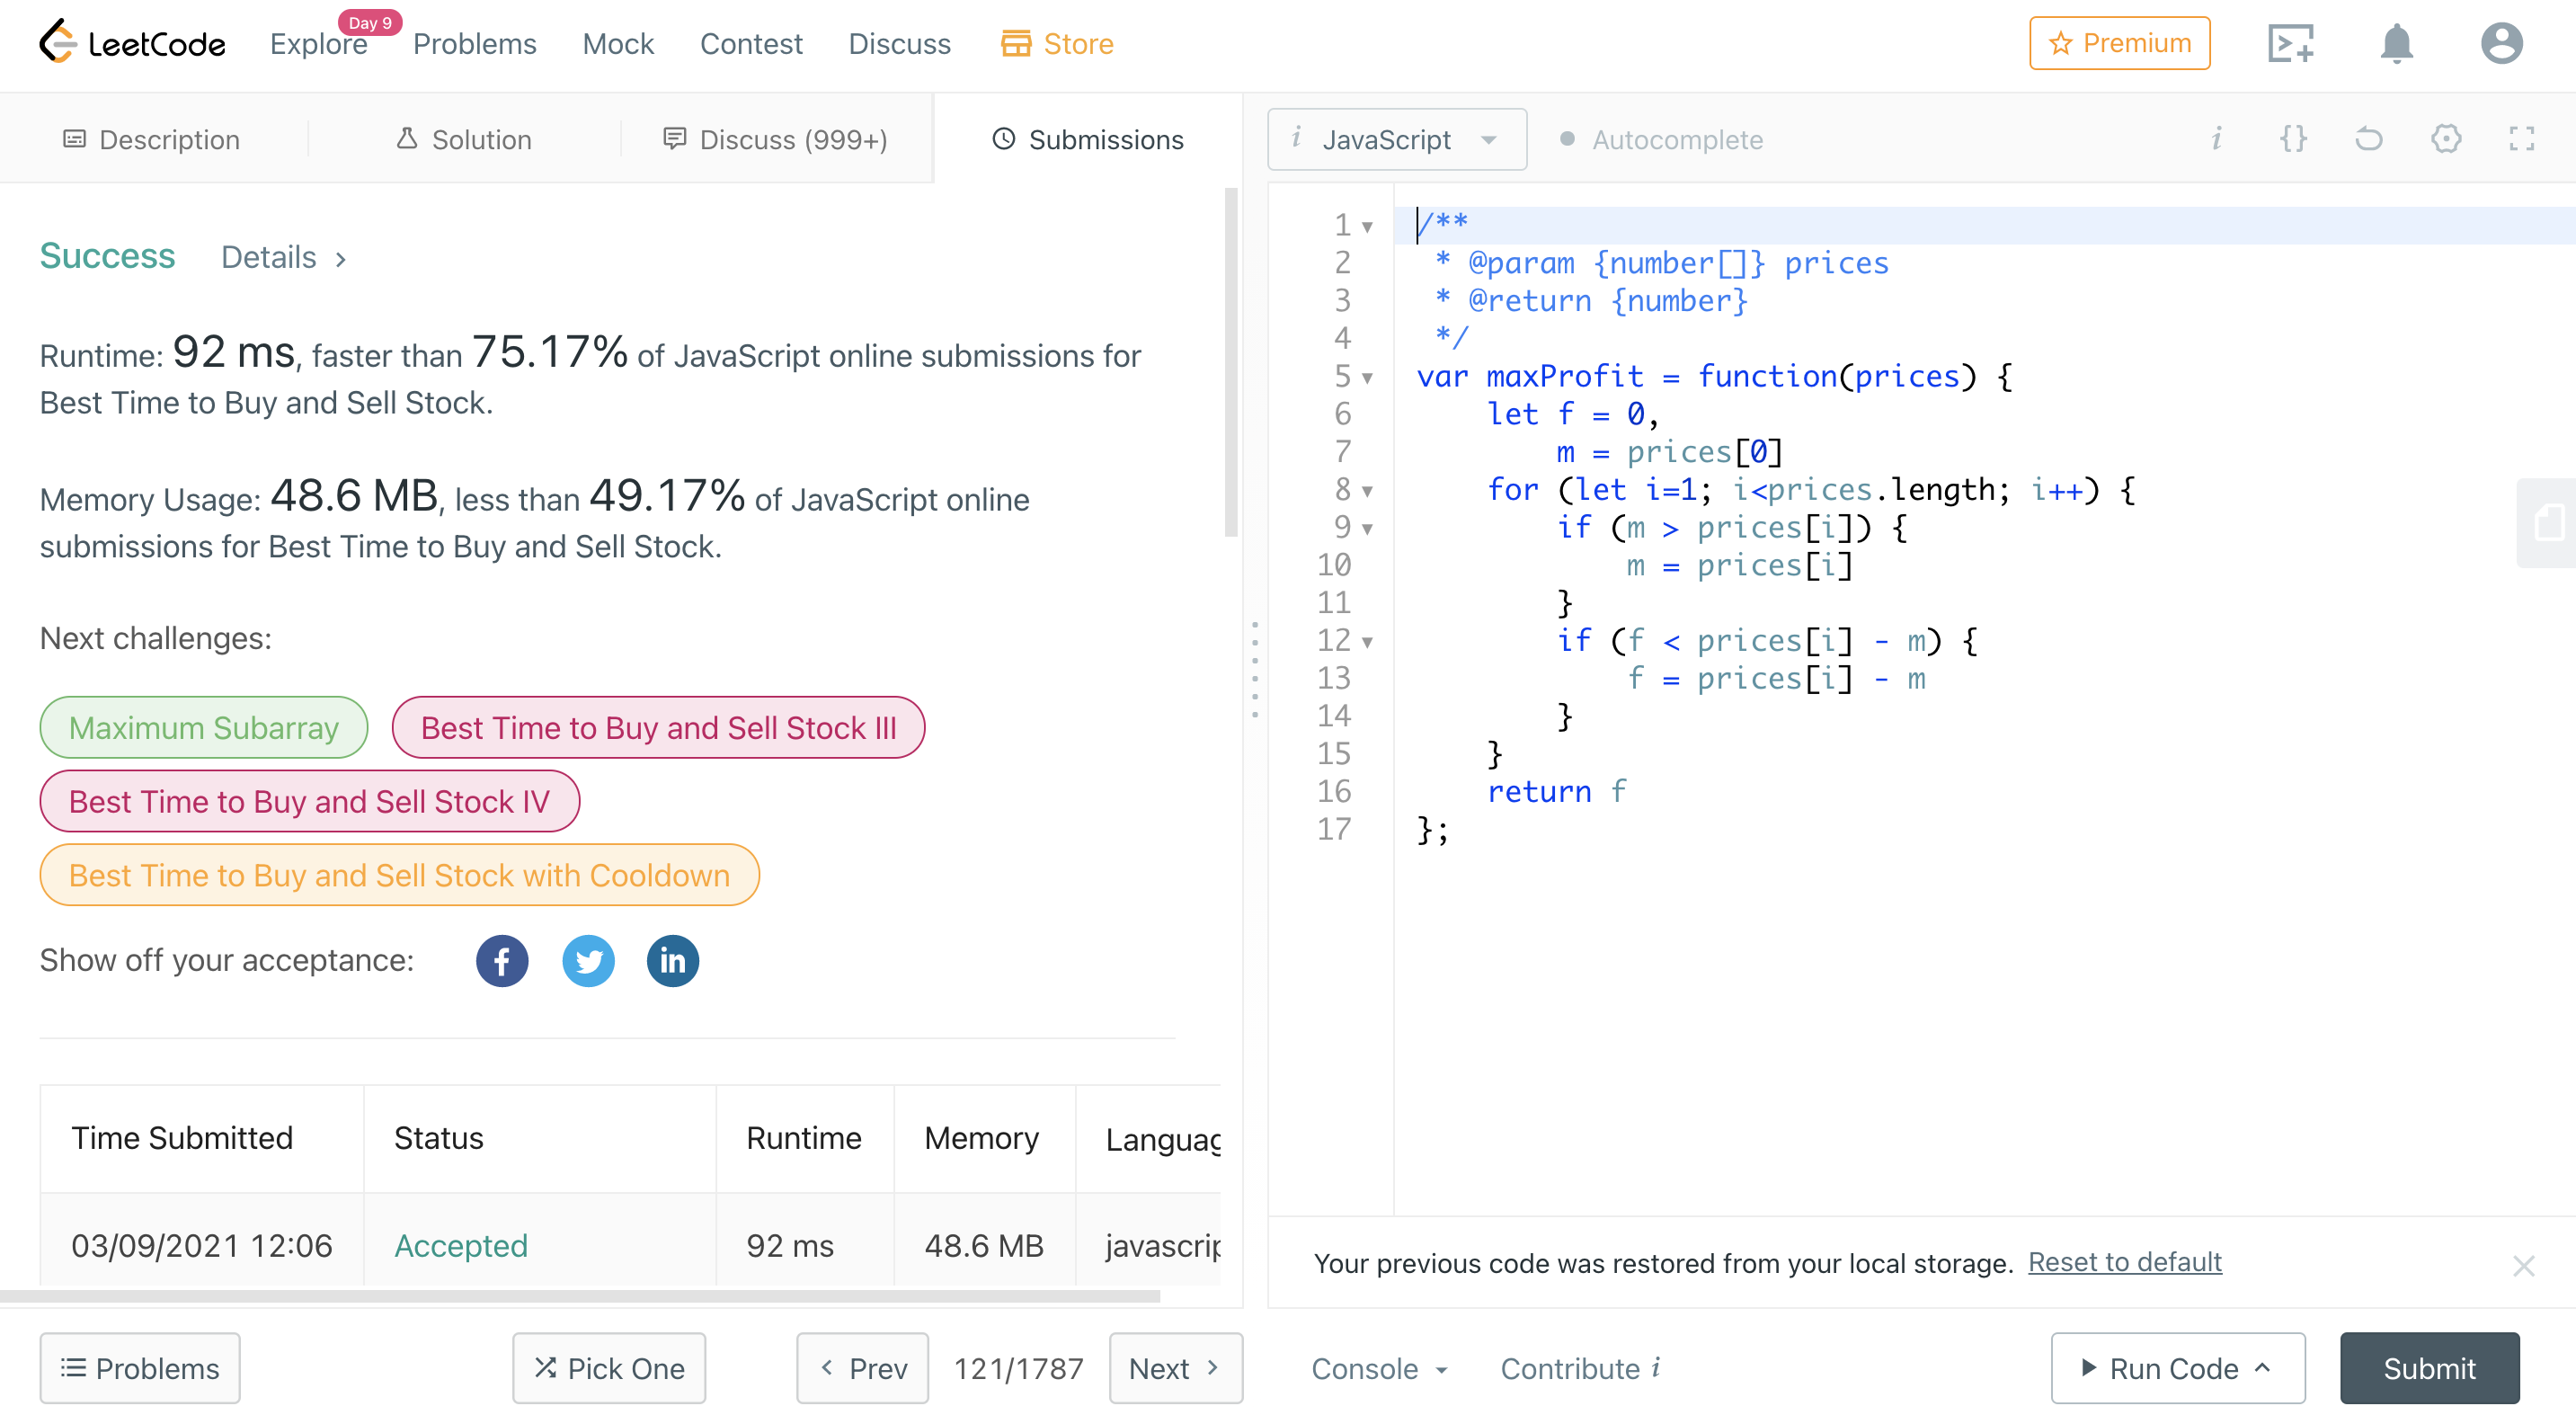 LeetCode Explore Day 9 Problems Mock Contest Discuss Store Premium
Description Solution Discuss (999+) Submissions
Success Details >
Runtime: 92 ms, faster than 75.17% of JavaScript online submissions for
Best Time to Buy and Sell Stock.
Memory Usage: 48.6 MB, less than 49.17% of JavaScript online
submissions for Best Time to Buy and Sell Stock.
Next challenges:
Maximum Subarray Best Time to Buy and Sell Stock III
Best Time to Buy and Sell Stock IV
Best Time to Buy and Sell Stock with Cooldown
Show off your acceptance: f in
Time Submitted Status Runtime Memory Languag
03/09/2021 12:06 Accepted 92 ms 48.6 MB javascrip
Problems Pick One < Prev 121/1787 Next >
i JavaScript Autocomplete i {}
1 /**
2  * @param {number[]} prices
3  * @return {number}
4  */
5 var maxProfit = function(prices) {
6     let f = 0,
7         m = prices[0]
8     for (let i=1; i<prices.length; i++) {
9         if (m > prices[i]) {
10             m = prices[i]
11         }
12         if (f < prices[i] - m) {
13             f = prices[i] - m
14         }
15     }
16     return f
17 };
Your previous code was restored from your local storage. Reset to default
Console Contribute i Run Code Submit